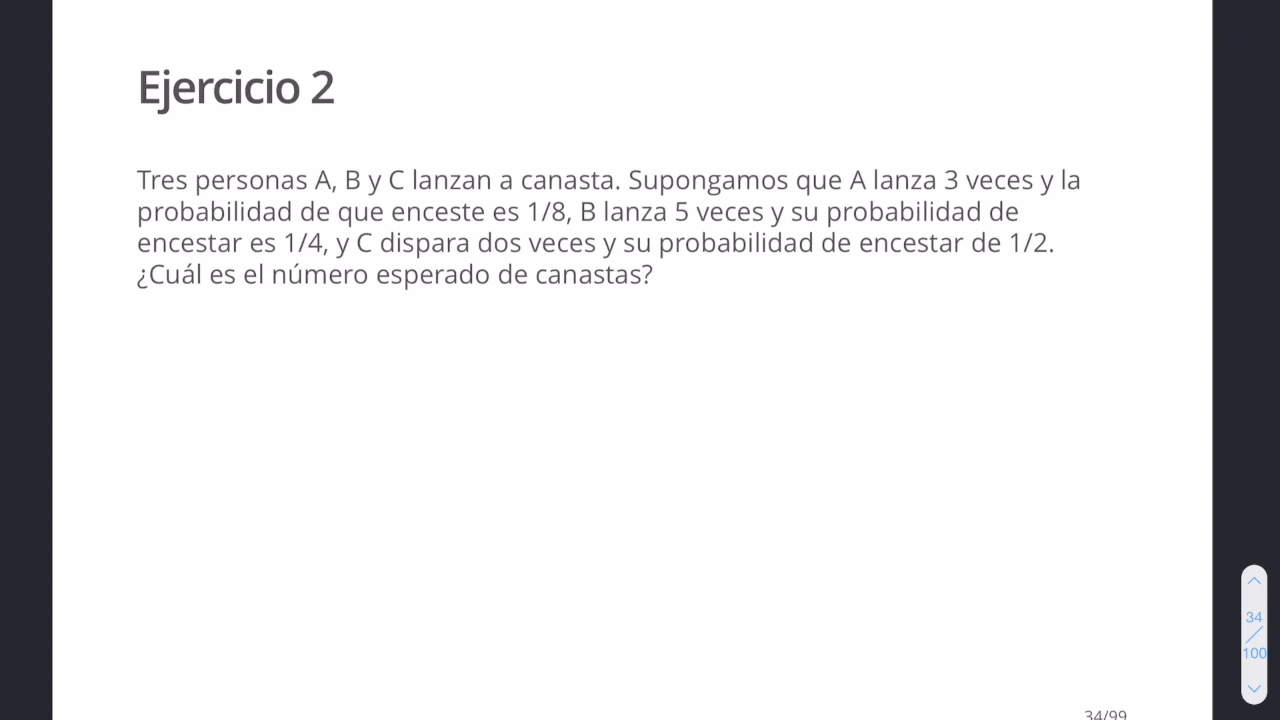 Ejercicio 2
Tres personas A, B y C lanzan a canasta. Supongamos que A lanza 3 veces y la
probabilidad de que enceste es 1/8, B lanza 5 veces y su probabilidad de
encestar es 1/4, y C dispara dos veces y su probabilidad de encestar de 1/2.
¿Cuál es el número esperado de canastas?
34
100
34/99